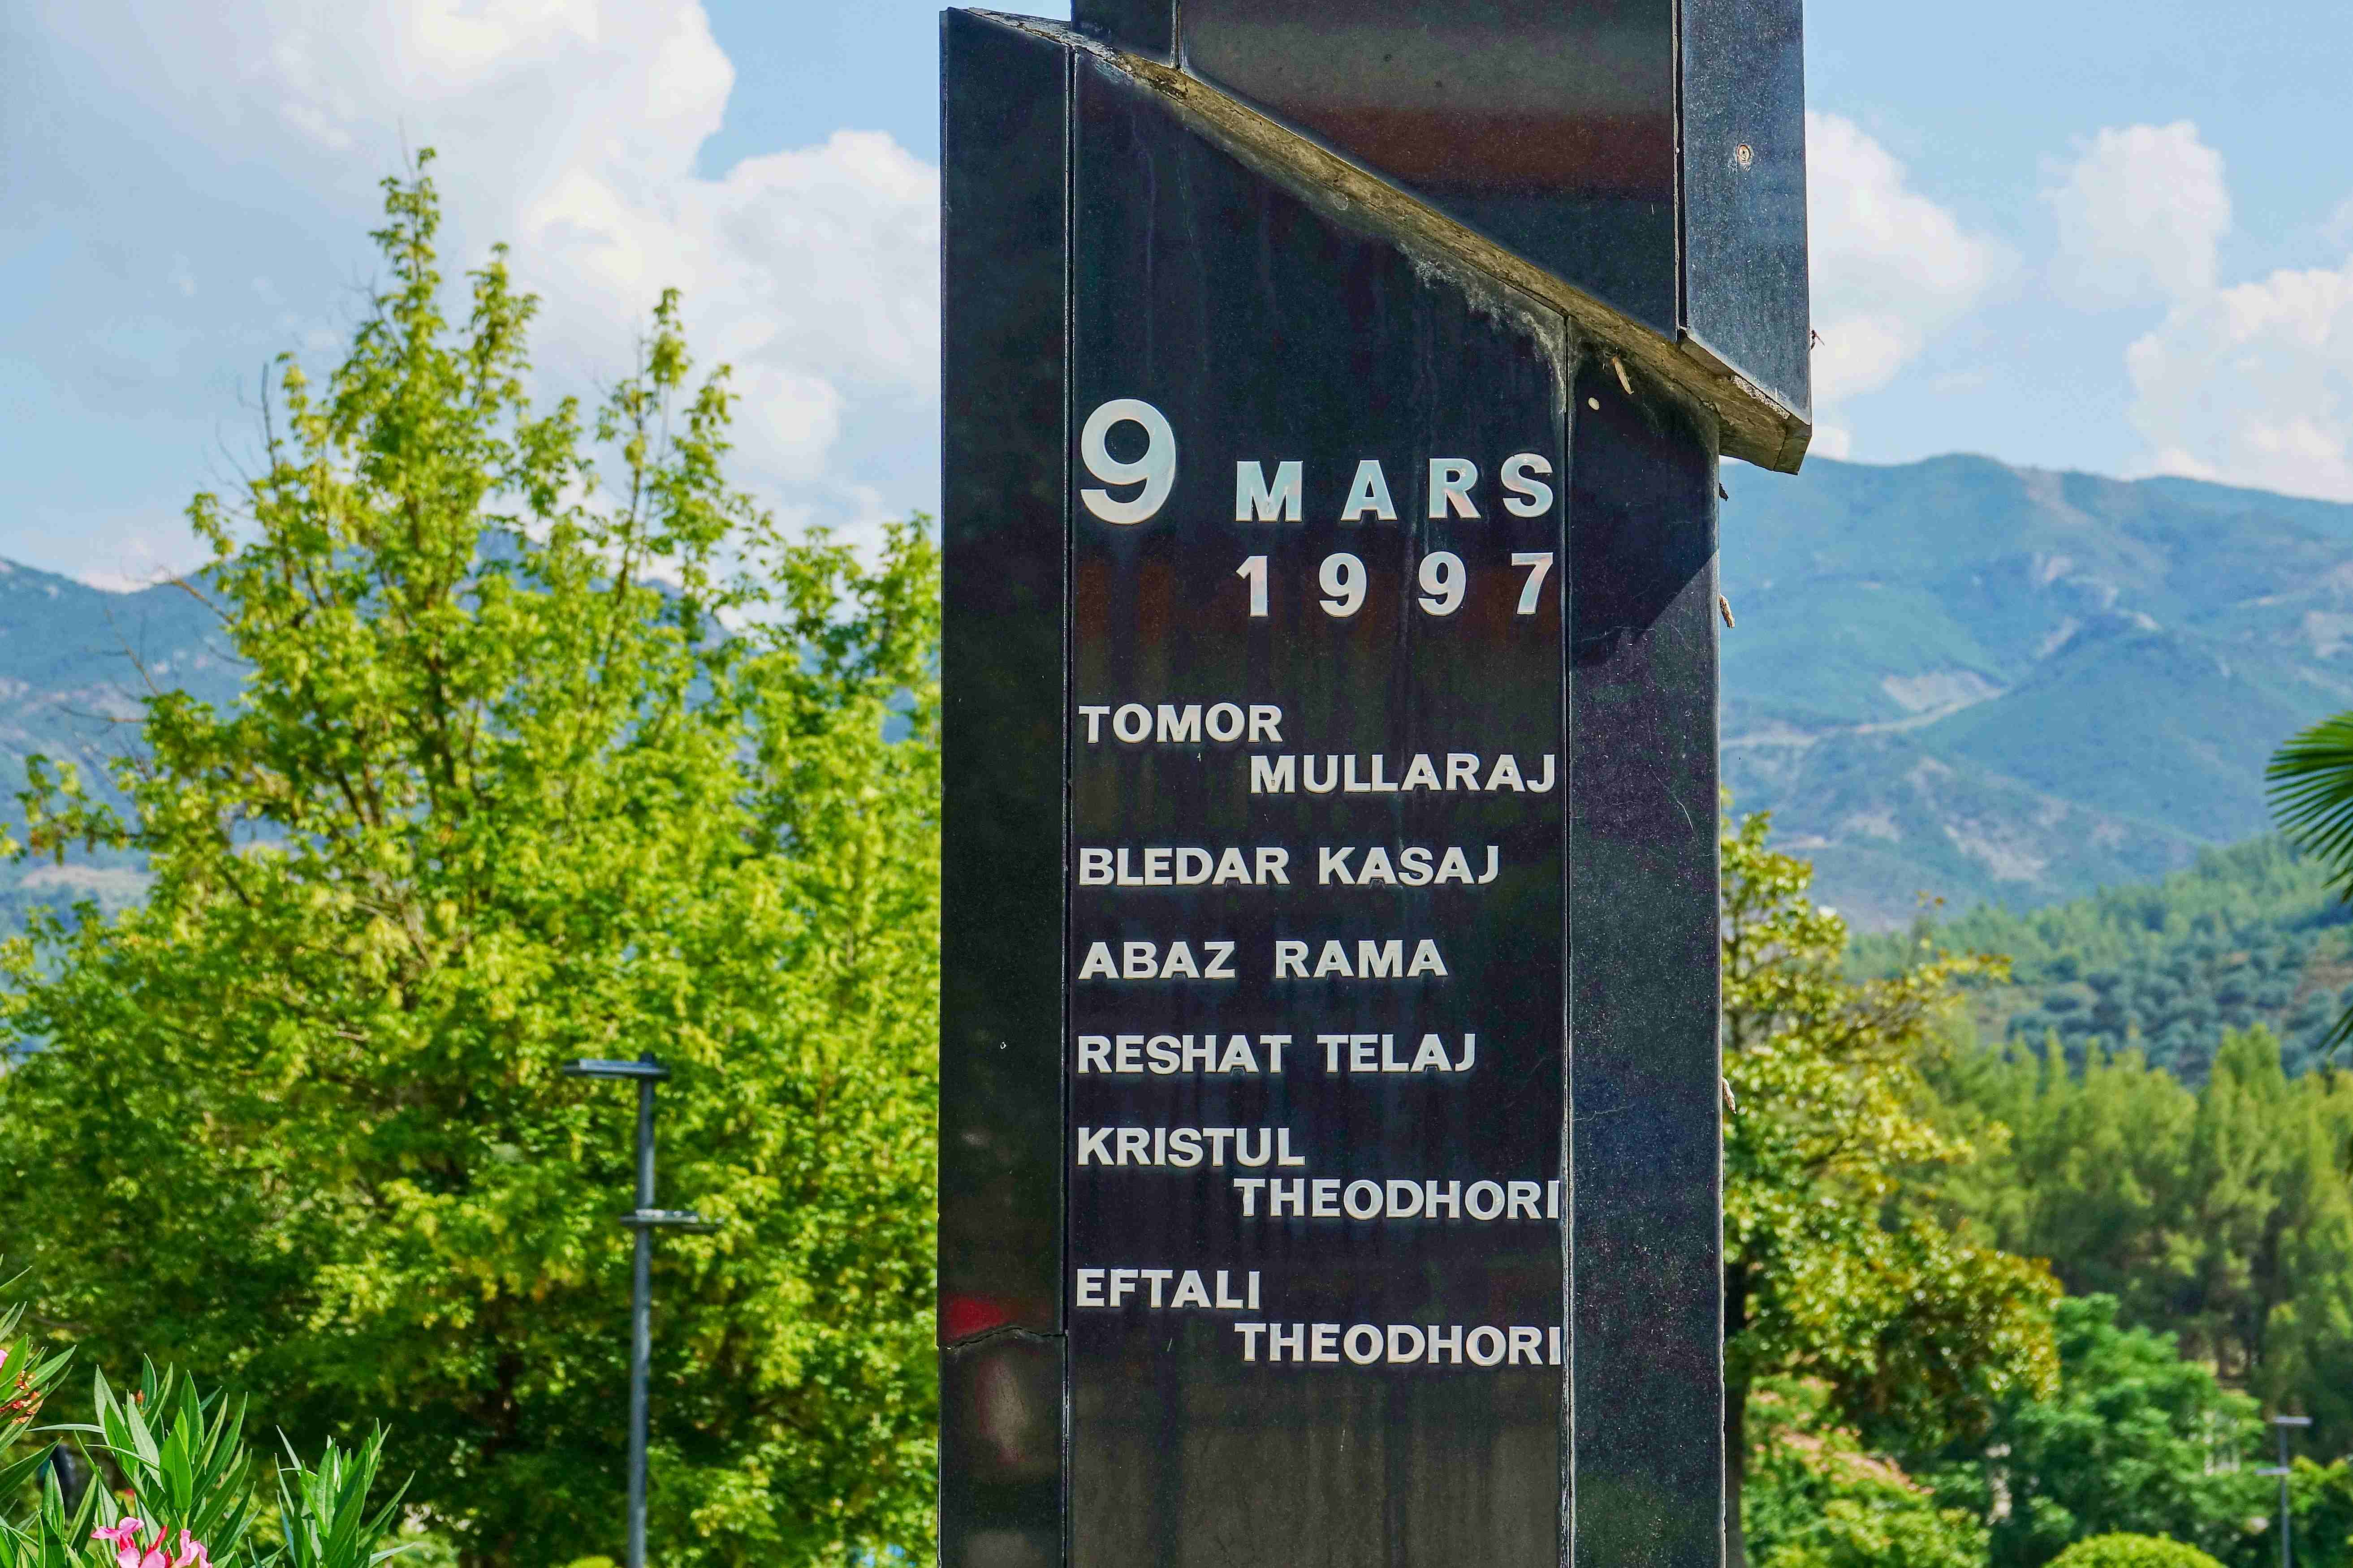 9 MARS
1997
TOMOR
MULLARAJ
BLEDAR KASAJ
ABAZ RAMA
RESHAT TELAJ
KRISTUL
THEODHORI
EFTALI
THEODHORI